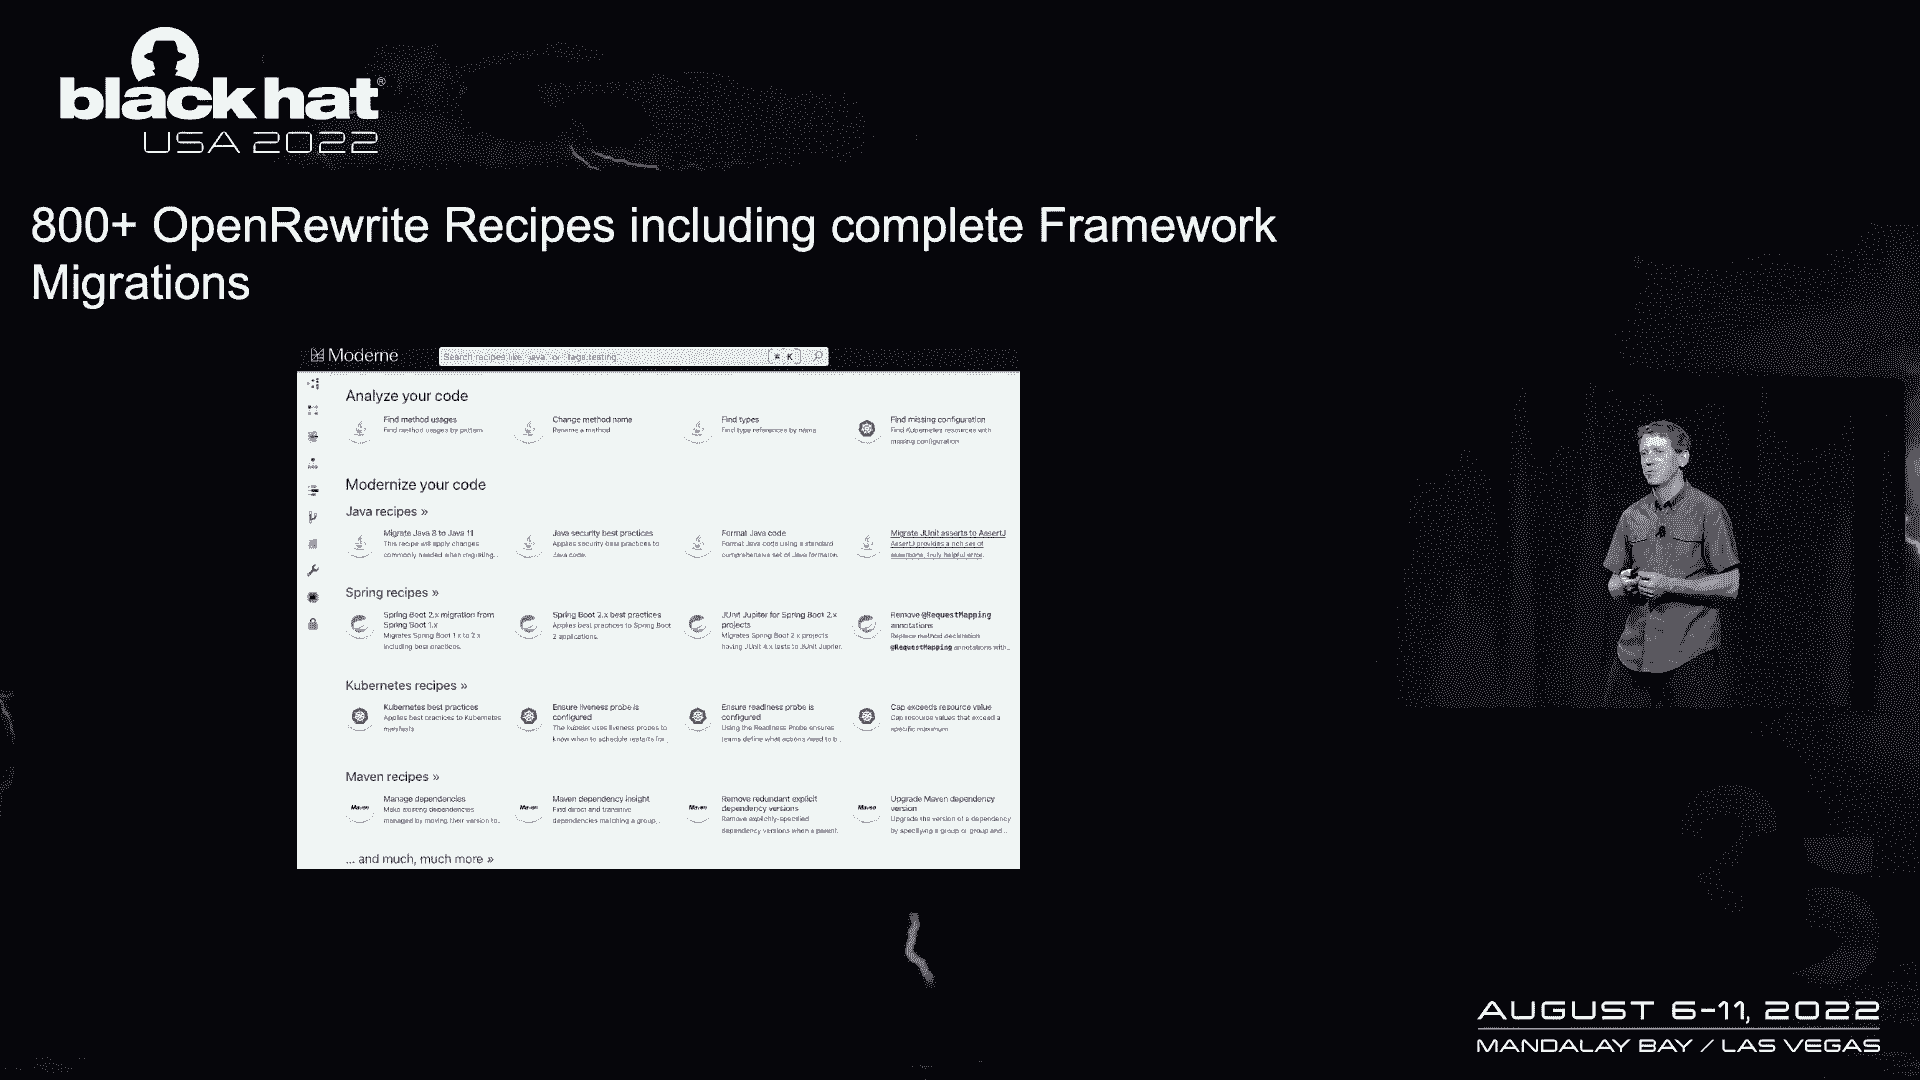 black hat®
USA 2022
800+ OpenRewrite Recipes including complete Framework
Migrations
Moderne
Search recipes like "java" or "tags:testing"
⌘ K
Analyze your code
Find method usages
Find method usages by pattern.
Change method name
Rename a method.
Find types
Find type references by name.
Find missing configuration
Find Kubernetes resources with
missing configuration.
Modernize your code
Java recipes »
Migrate Java 8 to Java 11
This recipe will apply changes
commonly needed when migrating...
Java security best practices
Applies security best practices to
Java code.
Format Java code
Format Java code using a standard
comprehensive set of Java formattin..
Migrate JUnit asserts to AssertJ
AssertJ provides a rich set of
assertions, truly helpful error..
Spring recipes »
Spring Boot 2.x migration from
Spring Boot 1.x
Migrates Spring Boot 1.x to 2.x
including best practices.
Spring Boot 2.x best practices
Applies best practices to Spring Boot
2 applications.
JUnit Jupiter for Spring Boot 2.x
projects
Migrates Spring Boot 2.x projects
having JUnit 4.x tests to JUnit Jupiter.
Remove @RequestMapping
annotations
Replace method declaration
@RequestMapping annotations with...
Kubernetes recipes »
Kubernetes best practices
Applies best practices to Kubernetes
manifests.
Ensure liveness probe is
configured
The kubelet uses liveness probes to
know when to schedule restarts for...
Ensure readiness probe is
configured
Using the Readiness Probe ensures
teams define what actions need to b...
Cap exceeds resource value
Cap resource values that exceed a
specific maximum.
Maven recipes »
Maven
Manage dependencies
Make existing dependencies
managed by moving their version to...
Maven
Maven dependency insight
Find direct and transitive
dependencies matching a group,..
Maven
Remove redundant explicit
dependency versions
Remove explicitly-specified
dependency versions when a parent..
Maven
Upgrade Maven dependency
version
Upgrade the version of a dependency
by specifying a group or group and...
... and much, much more »
AUGUST 6-11, 2022
MANDALAY BAY / LAS VEGAS